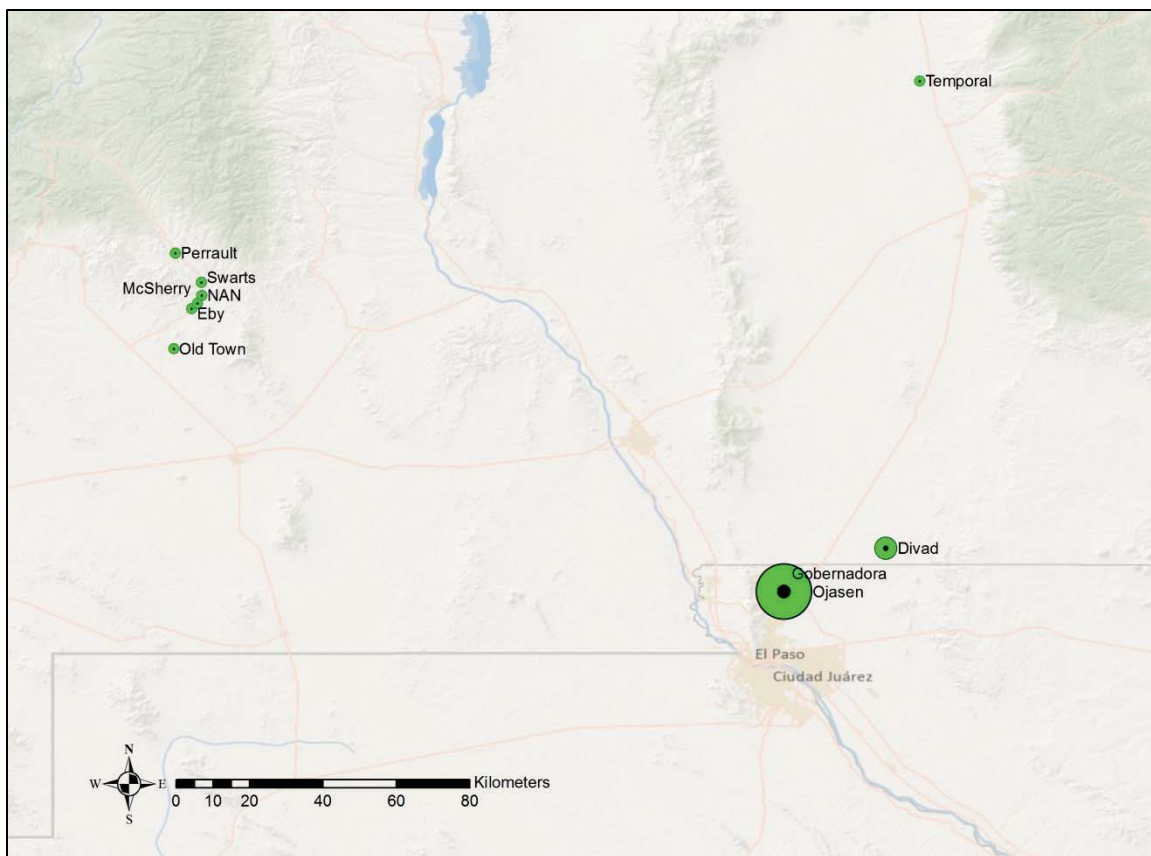 Temporal
Perrault
Swarts
McSherry
NAN
Eby
Old Town
Divad
Gobernadora
Ojasen
El Paso
Ciudad Juárez
N
W E
S
Kilometers
0 10 20 40 60 80